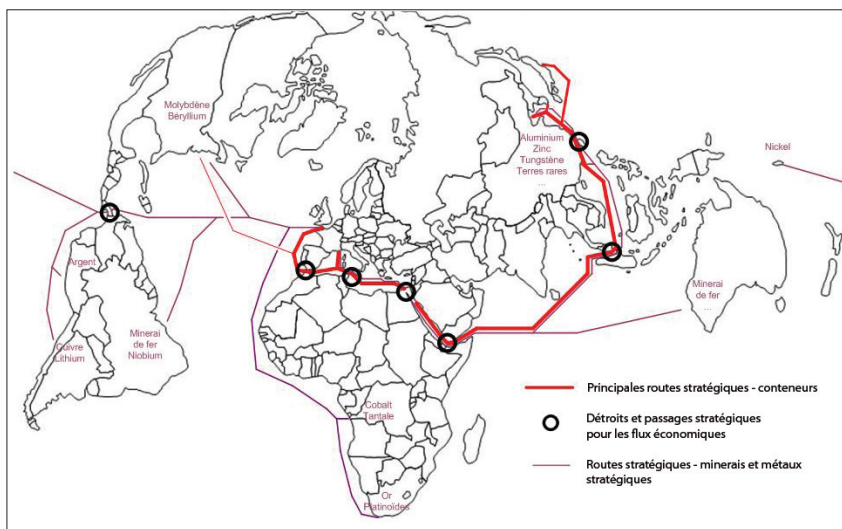 Molybdène
Béryllium
Aluminium
Zinc
Tungstène
Terres rares
...
Nickel
Argent
Cuivre
Lithium
Minerai
de fer
Niobium
Minerai
de fer
...
Cobalt
Tantale
Or
Platinoïdes
Principales routes stratégiques - conteneurs
Détroits et passages stratégiques
pour les flux économiques
Routes stratégiques - minerais et métaux
stratégiques